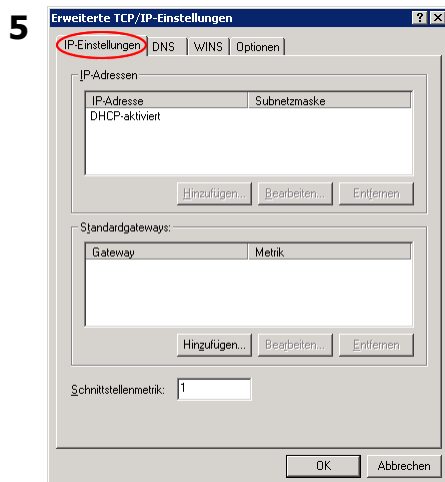 5
Erweiterte TCP/IP-Einstellungen
IP-Einstellungen DNS WINS Optionen
IP-Adressen
IP-Adresse Subnetzmaske
DHCP-aktiviert
Hinzufügen... Bearbeiten... Entfernen
Standardgateways:
Gateway Metrik
Hinzufügen... Bearbeiten... Entfernen
Schnittstellenmetrik: 1
OK Abbrechen